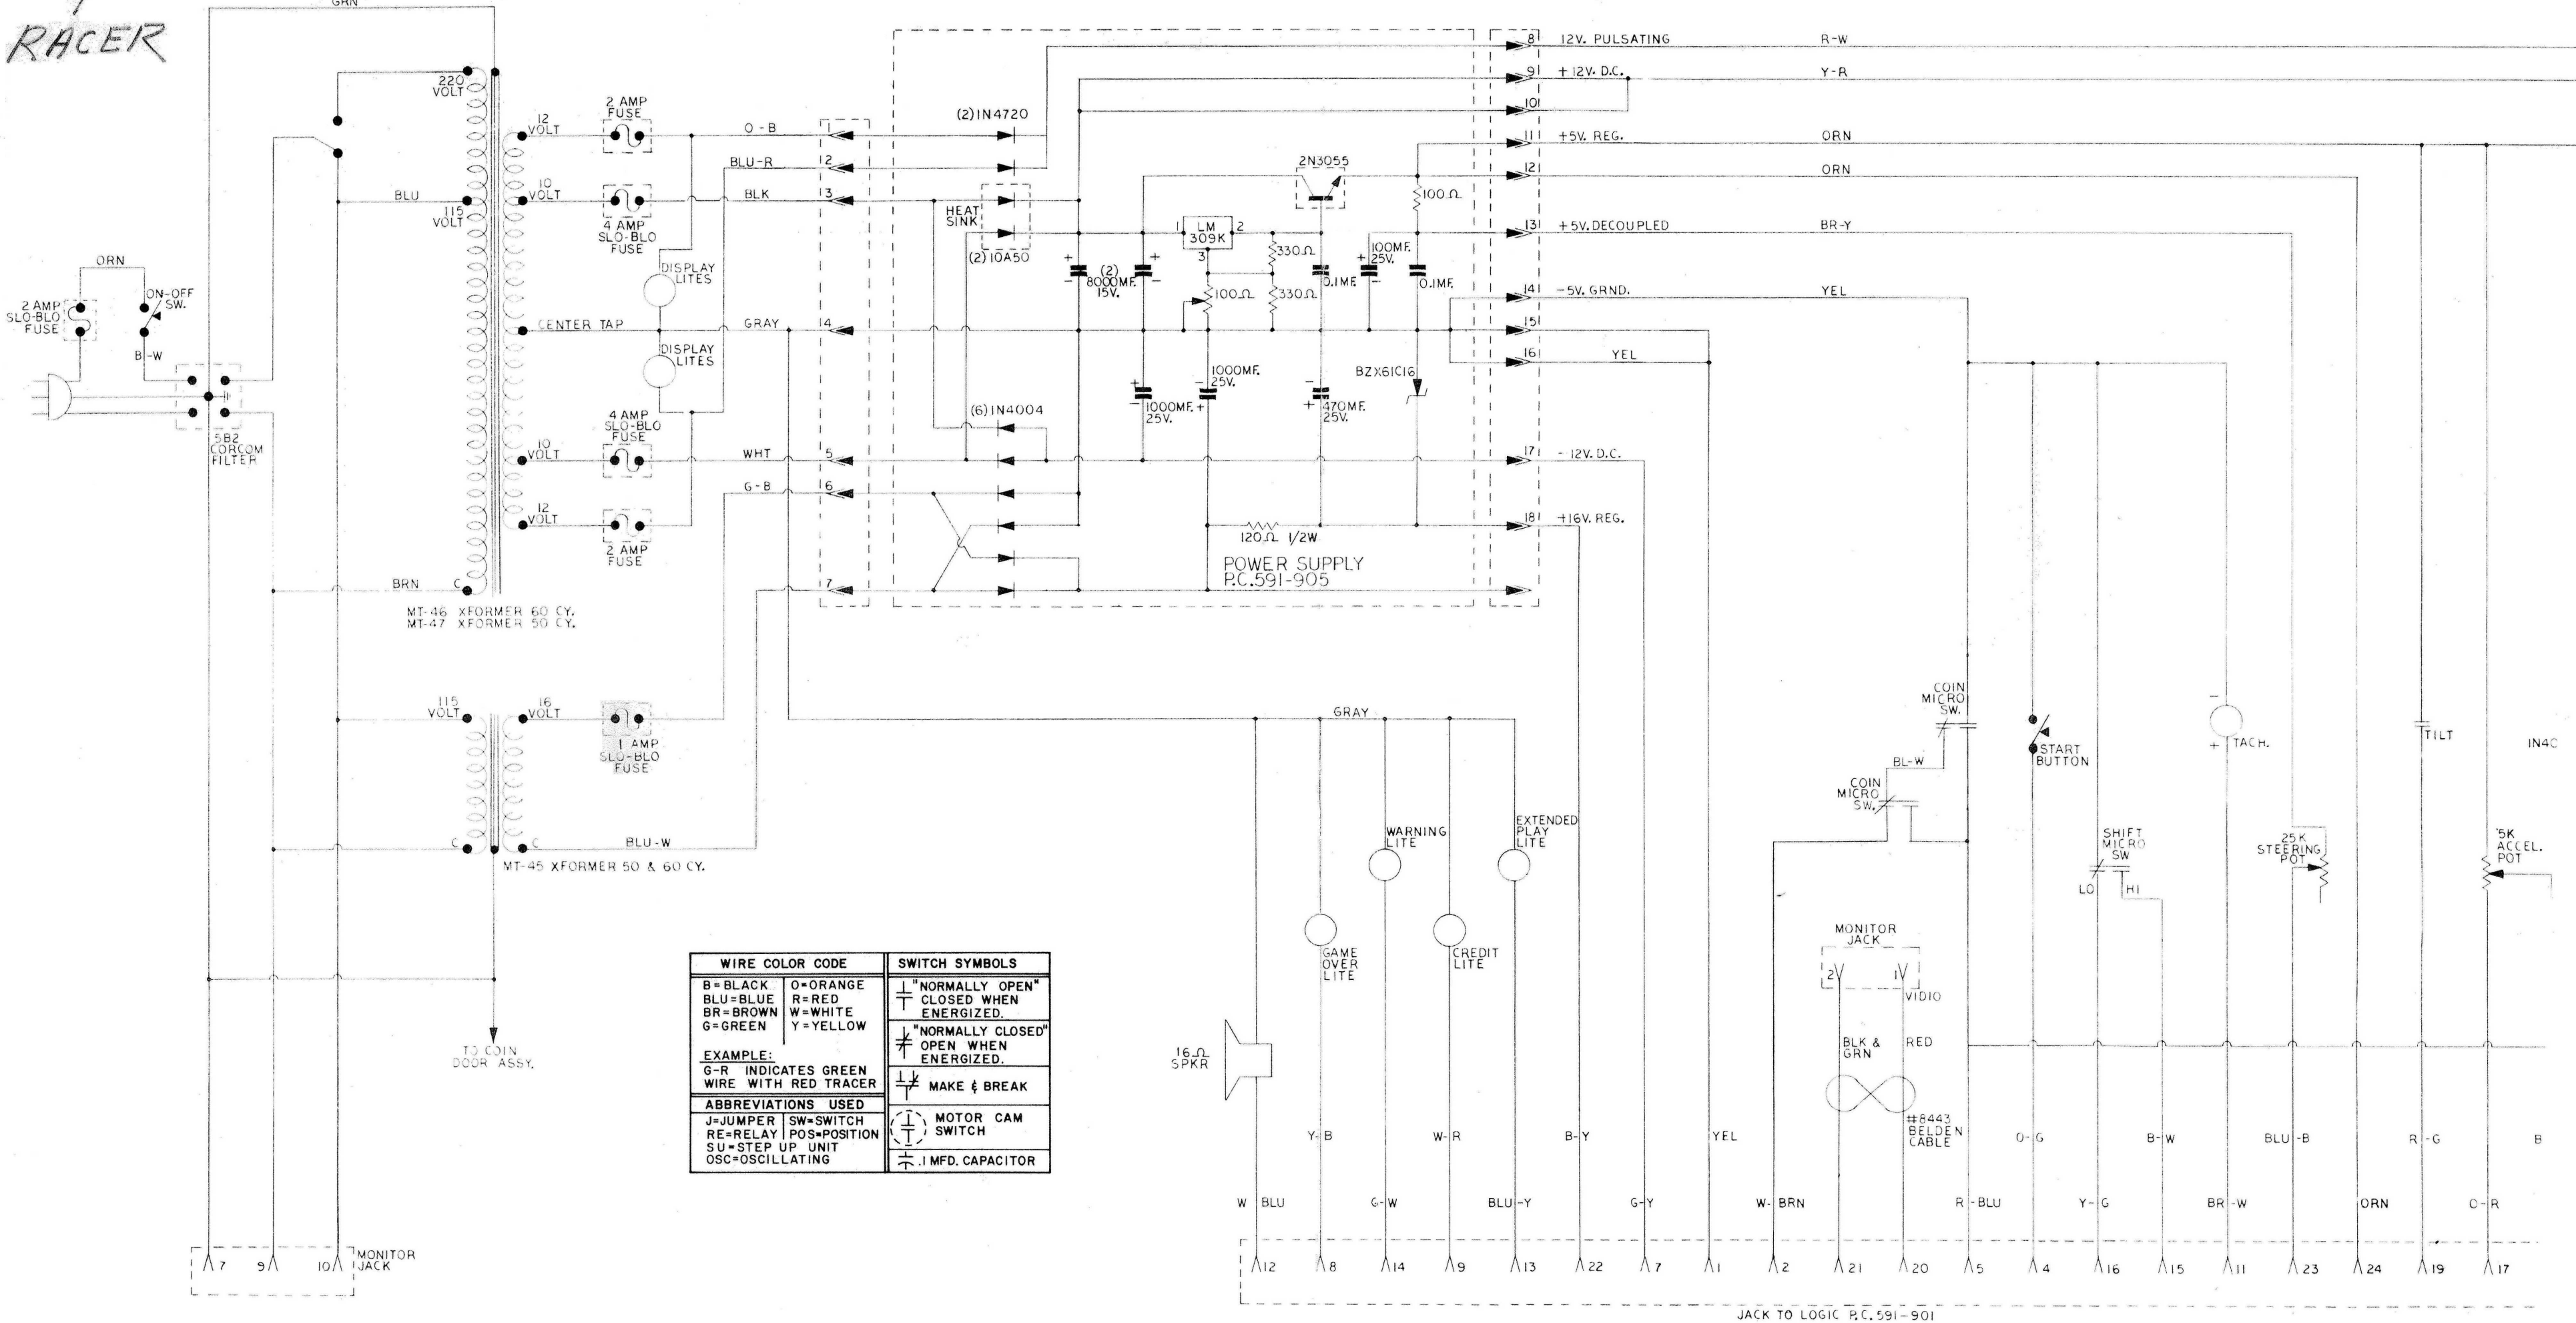 RACER
GRN
220 VOLT
BLU
115 VOLT
ORN
2 AMP SLO-BLO FUSE
ON-OFF SW.
B-W
5B2 CORCOM FILTER
BRN
C
MT-46 XFORMER 60 CY.
MT-47 XFORMER 50 CY.
12 VOLT
2 AMP FUSE
O-B
1
BLU-R
2
10 VOLT
4 AMP SLO-BLO FUSE
BLK
3
DISPLAY LITES
CENTER TAP
GRAY
4
DISPLAY LITES
10 VOLT
4 AMP SLO-BLO FUSE
WHT
5
G-B
6
12 VOLT
2 AMP FUSE
7
115 VOLT
16 VOLT
1 AMP SLO-BLO FUSE
C
C
BLU-W
MT-45 XFORMER 50 & 60 CY.
TO COIN DOOR ASSY.
7
9
10
MONITOR JACK
(2)IN4720
HEAT SINK
(2)10A50
(6)IN4004
+
-
(2) 8000MF. 15V.
+
-
1
LM 309K
2
3
100Ω
330Ω
330Ω
2N3055
0.1MF.
+
100MF. 25V.
-
100Ω
0.1MF.
+
-
1000MF. 25V.
-
1000MF. 25V.
+
-
+
470MF. 25V.
BZX61C16
120Ω 1/2W
POWER SUPPLY
P.C.591-905
8
12V. PULSATING
R-W
9
+12V. D.C.
Y-R
10
11
+5V. REG.
ORN
12
ORN
13
+5V. DECOUPLED
BR-Y
14
-5V. GRND.
YEL
15
16
YEL
17
-12V. D.C.
18
+16V. REG.
GRAY
WARNING LITE
EXTENDED PLAY LITE
GAME OVER LITE
CREDIT LITE
16Ω SPKR
COIN MICRO SW.
BL-W
COIN MICRO SW.
START BUTTON
-
+
TACH.
SHIFT MICRO SW
LO
HI
25K STEERING POT
TILT
IN4C
5K ACCEL. POT
MONITOR JACK
2
1
VIDIO
BLK & GRN
RED
#8443 BELDEN CABLE
Y-B
W-R
B-Y
YEL
O-G
B-W
BLU-B
R-G
B
W BLU
G-W
BLU-Y
G-Y
W-BRN
R-BLU
Y-G
BR-W
ORN
O-R
12
8
14
9
13
22
7
1
2
21
20
5
4
16
15
11
23
24
19
17
JACK TO LOGIC P.C.591-901
WIRE COLOR CODE
B=BLACK
BLU=BLUE
BR=BROWN
G=GREEN
O=ORANGE
R=RED
W=WHITE
Y=YELLOW
EXAMPLE:
G-R INDICATES GREEN
WIRE WITH RED TRACER
ABBREVIATIONS USED
J=JUMPER
SW=SWITCH
RE=RELAY
POS=POSITION
SU=STEP UP UNIT
OSC=OSCILLATING
SWITCH SYMBOLS
"NORMALLY OPEN"
CLOSED WHEN
ENERGIZED.
"NORMALLY CLOSED"
OPEN WHEN
ENERGIZED.
MAKE & BREAK
MOTOR CAM
SWITCH
.1 MFD. CAPACITOR